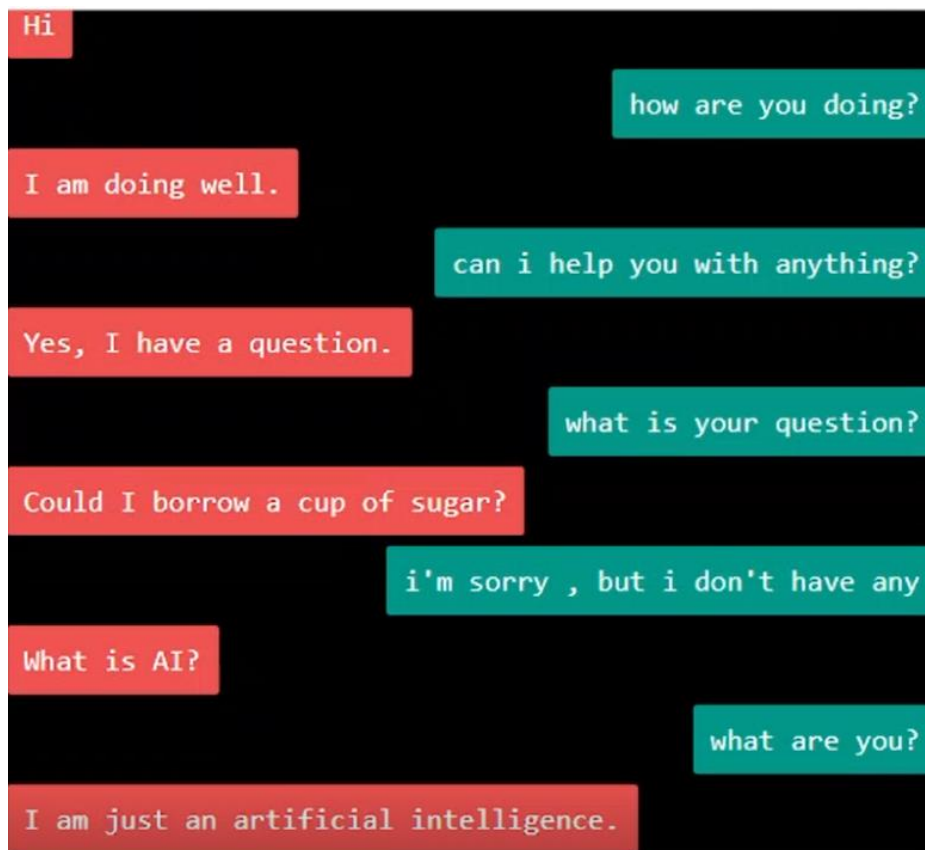 Hi
how are you doing?
I am doing well.
can i help you with anything?
Yes, I have a question.
what is your question?
Could I borrow a cup of sugar?
i'm sorry , but i don't have any
What is AI?
what are you?
I am just an artificial intelligence.